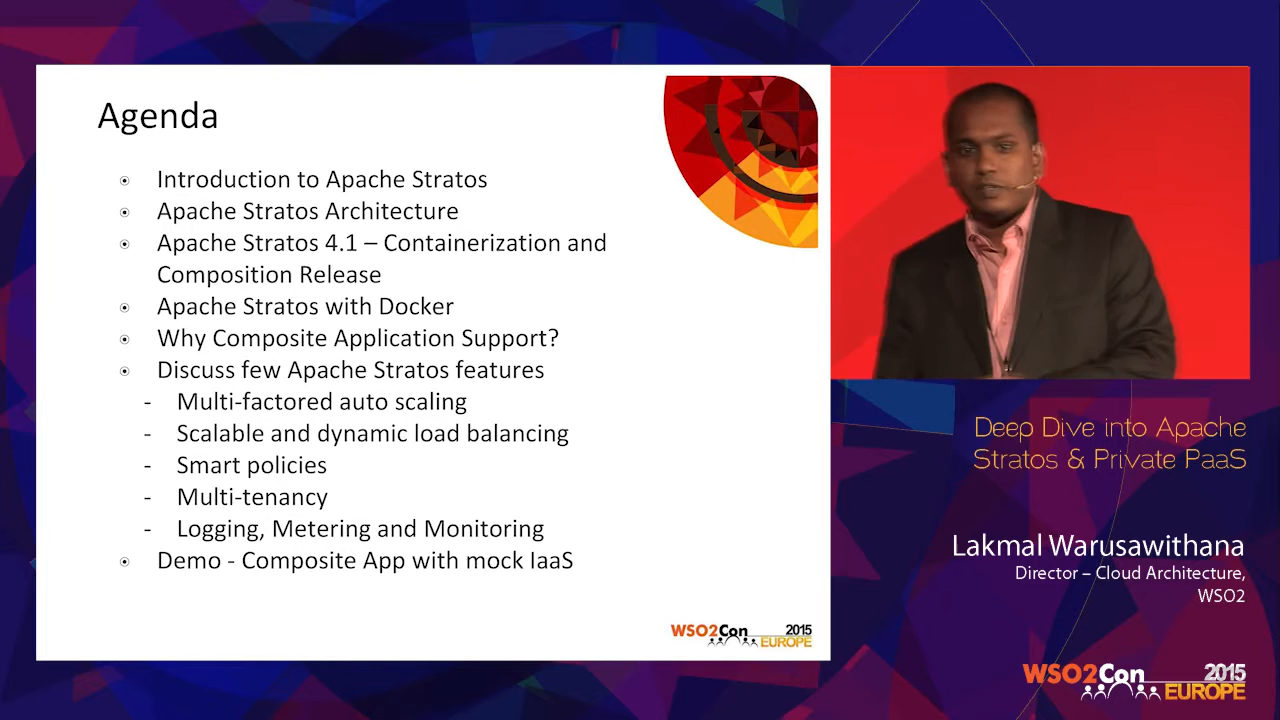 Agenda
Introduction to Apache Stratos
Apache Stratos Architecture
Apache Stratos 4.1 – Containerization and
Composition Release
Apache Stratos with Docker
Why Composite Application Support?
Discuss few Apache Stratos features
- Multi-factored auto scaling
- Scalable and dynamic load balancing
- Smart policies
- Multi-tenancy
- Logging, Metering and Monitoring
Demo - Composite App with mock IaaS
WSO2Con 2015
EUROPE
Deep Dive into Apache
Stratos & Private PaaS
Lakmal Warusawithana
Director – Cloud Architecture,
WSO2
WSO2Con 2015
EUROPE